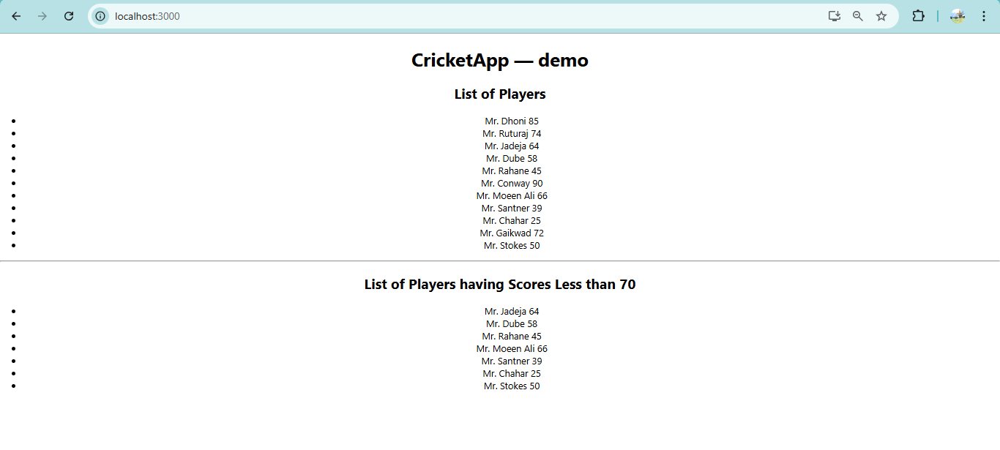 localhost:3000
CricketApp — demo
List of Players
Mr. Dhoni 85
Mr. Ruturaj 74
Mr. Jadeja 64
Mr. Dube 58
Mr. Rahane 45
Mr. Conway 90
Mr. Moeen Ali 66
Mr. Santner 39
Mr. Chahar 25
Mr. Gaikwad 72
Mr. Stokes 50
List of Players having Scores Less than 70
Mr. Jadeja 64
Mr. Dube 58
Mr. Rahane 45
Mr. Moeen Ali 66
Mr. Santner 39
Mr. Chahar 25
Mr. Stokes 50